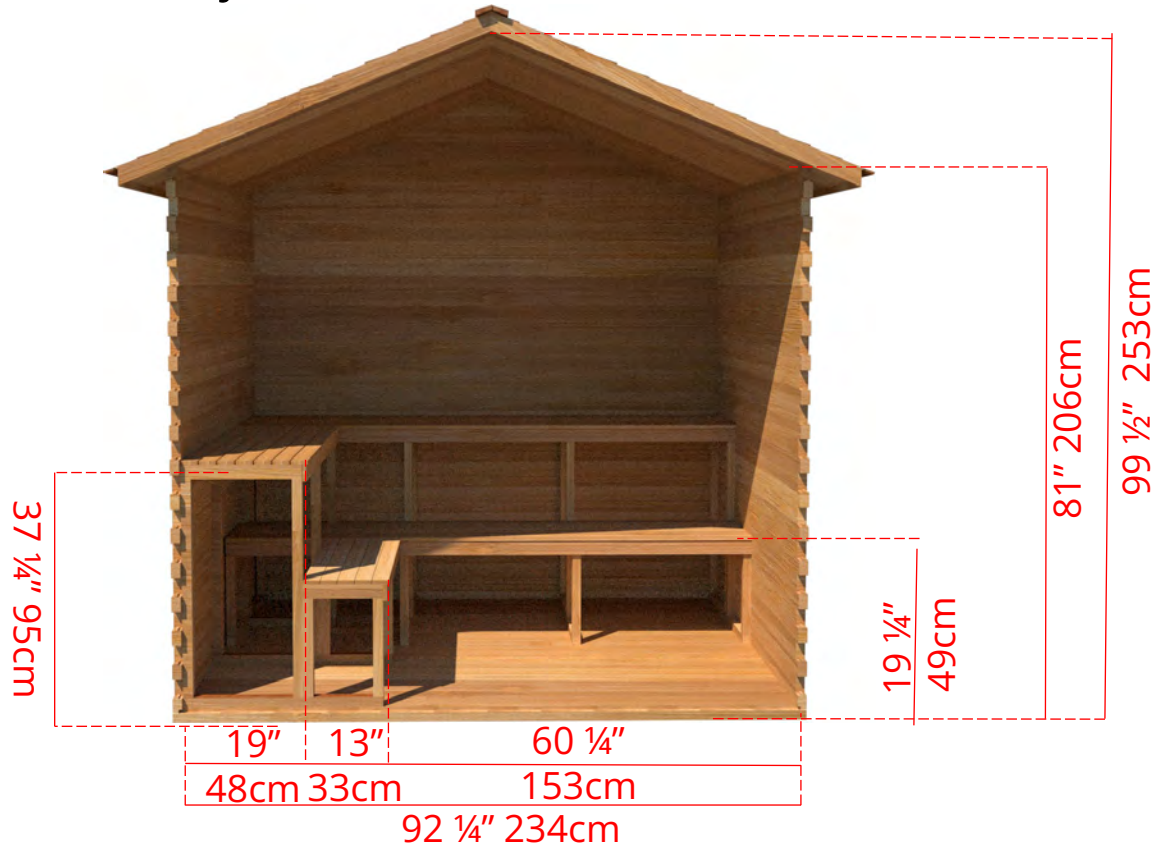 99 ½” 253cm
81” 206cm
37 ¼” 95cm
19 ¼”
49cm
19” 13” 60 ¼”
48cm 33cm 153cm
92 ¼” 234cm